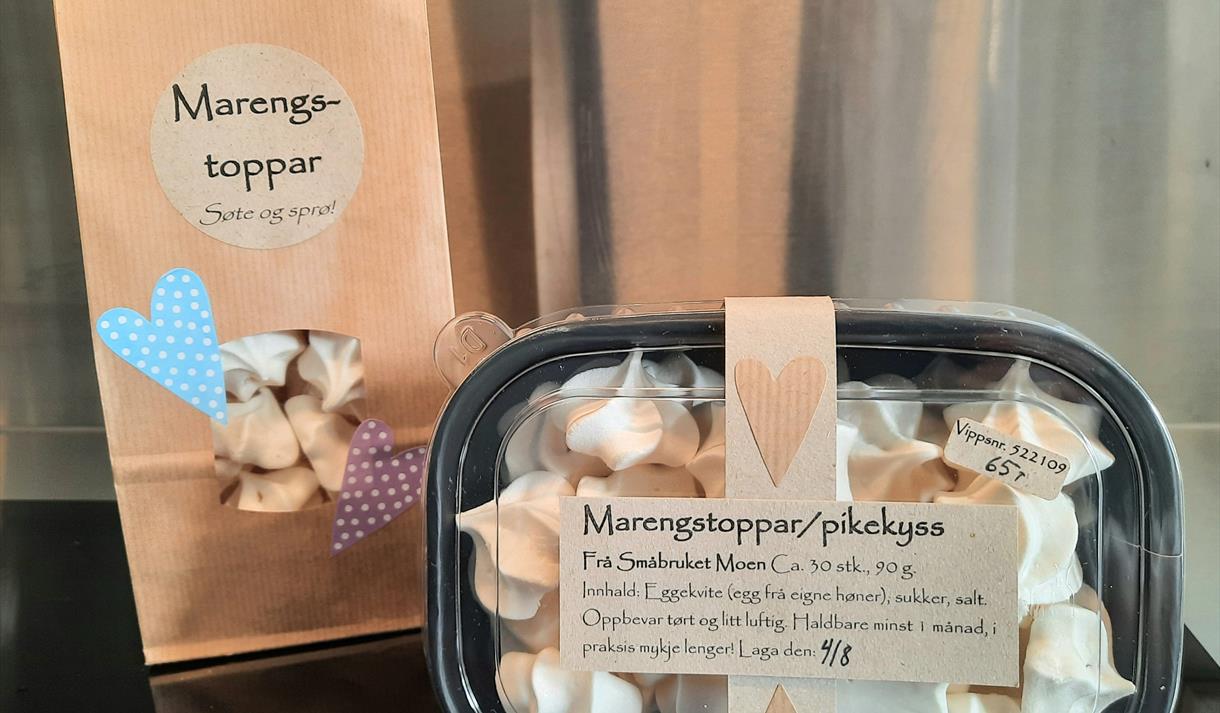 Marengs-
toppar
Søte og sprø!
D1
Vippsnr. 522109
65,-
Marengstoppar/pikekyss
Frå Småbruket Moen Ca. 30 stk., 90 g.
Innhald: Eggekvite (egg frå eigne høner), sukker, salt.
Oppbevar tørt og litt luftig. Haldbare minst 1 månad, i
praksis mykje lenger! Laga den: 4/8